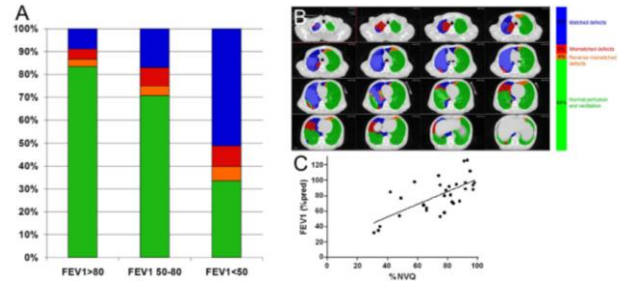 A
100%
90%
80%
70%
60%
50%
40%
30%
20%
10%
0%
FEV1>80
FEV1 50-80
FEV1<50
B
Matched defects
Mismatched defects
Reverse mismatched
defects
Normal perfusion
and ventilation
C
FEV1 (%pred)
120
100
80
60
40
20
0
0 20 40 60 80 100
%NVQ